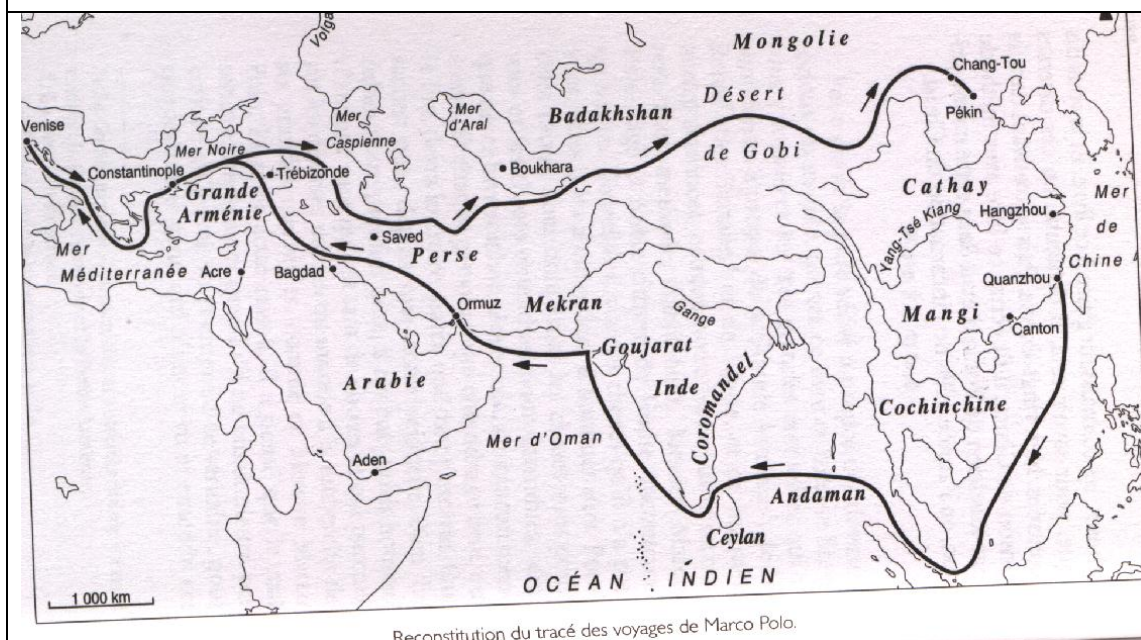 Mongolie
Volga
Chang-Tou
Pékin
Désert
de Gobi
Badakhshan
Mer
d'Aral
Mer
Caspienne
Venise
Mer Noire
Constantinople
Trébizonde
Boukhara
Grande
Arménie
Cathay
Mer
de
Chine
Hangzhou
Yang-Tsé Kiang
Saved
Perse
Mer
Méditerranée
Acre
Bagdad
Quanzhou
Ormuz
Mekran
Gange
Mangi
Canton
Goujarat
Arabie
Inde
Coromandel
Cochinchine
Mer d'Oman
Aden
Andaman
Ceylan
OCÉAN INDIEN
1 000 km
Reconstitution du tracé des voyages de Marco Polo.